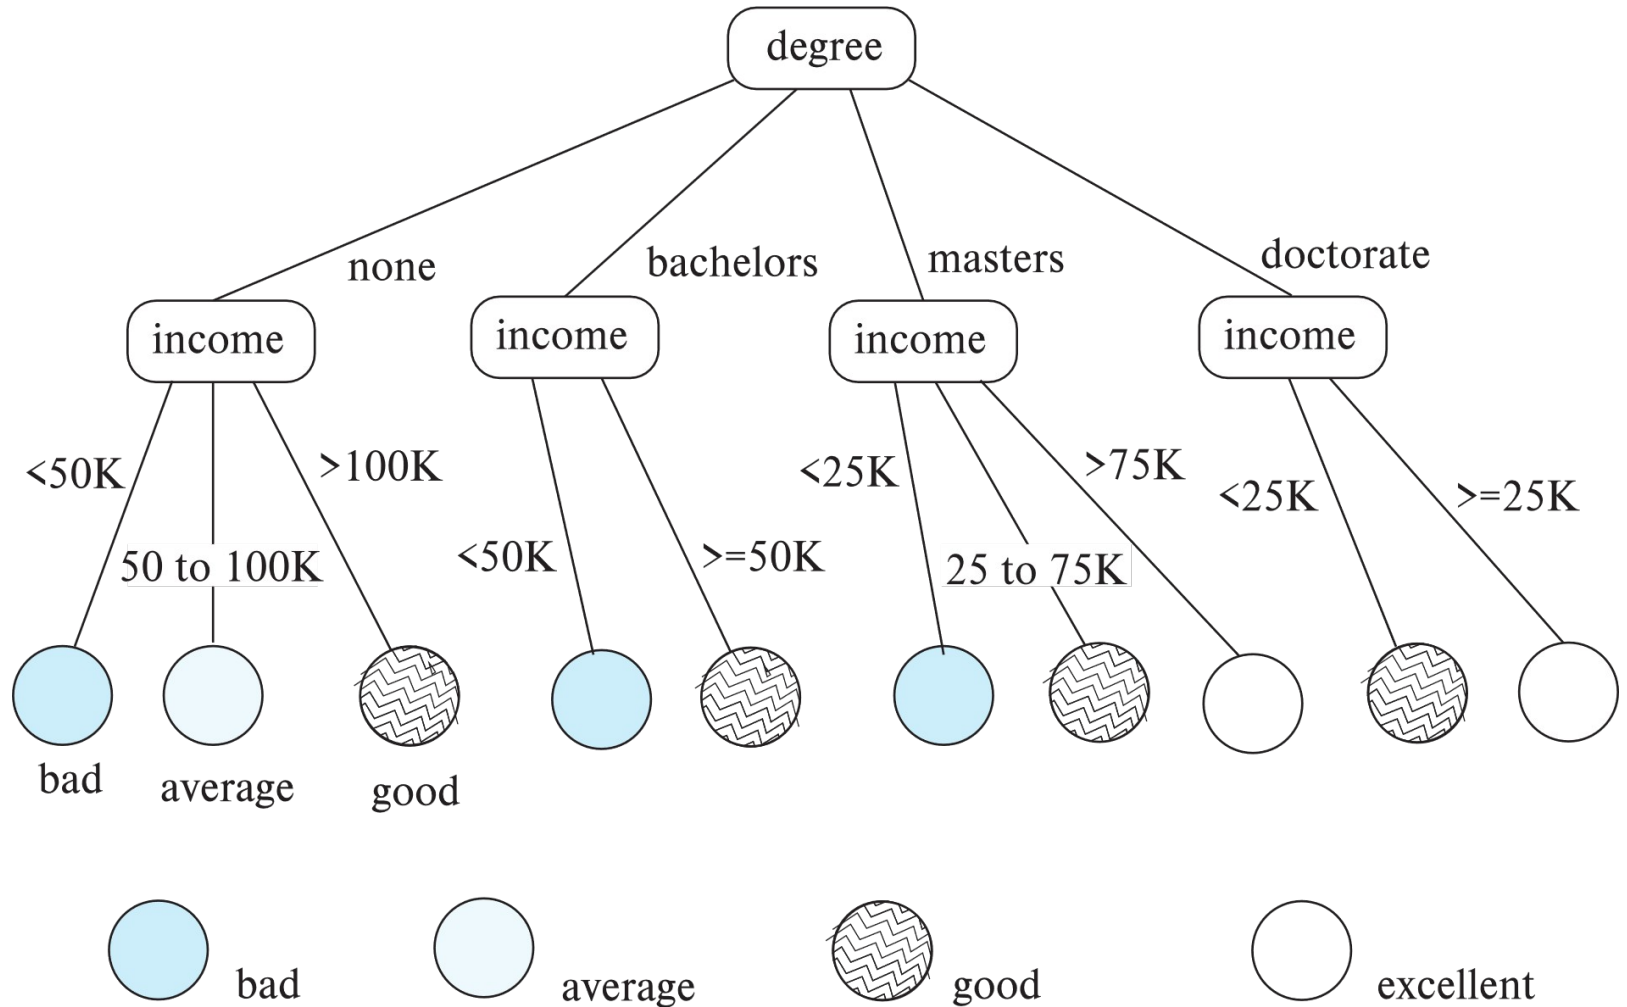 degree
none
bachelors
masters
doctorate
income
income
income
income
<50K
50 to 100K
>100K
<50K
>=50K
<25K
25 to 75K
>75K
<25K
>=25K
bad
average
good
bad
average
good
excellent